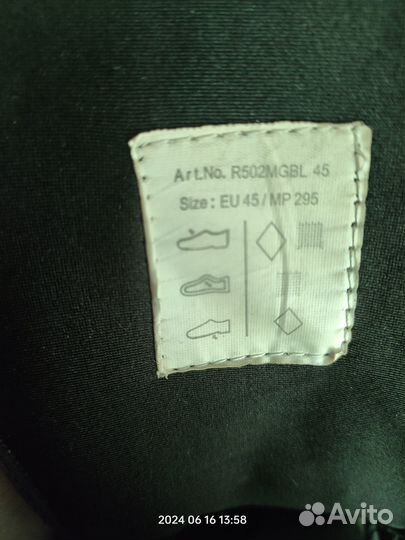 Art.No. R502MGBL 45
Size : EU 45 / MP 295
2024 06 16 13:58
Avito